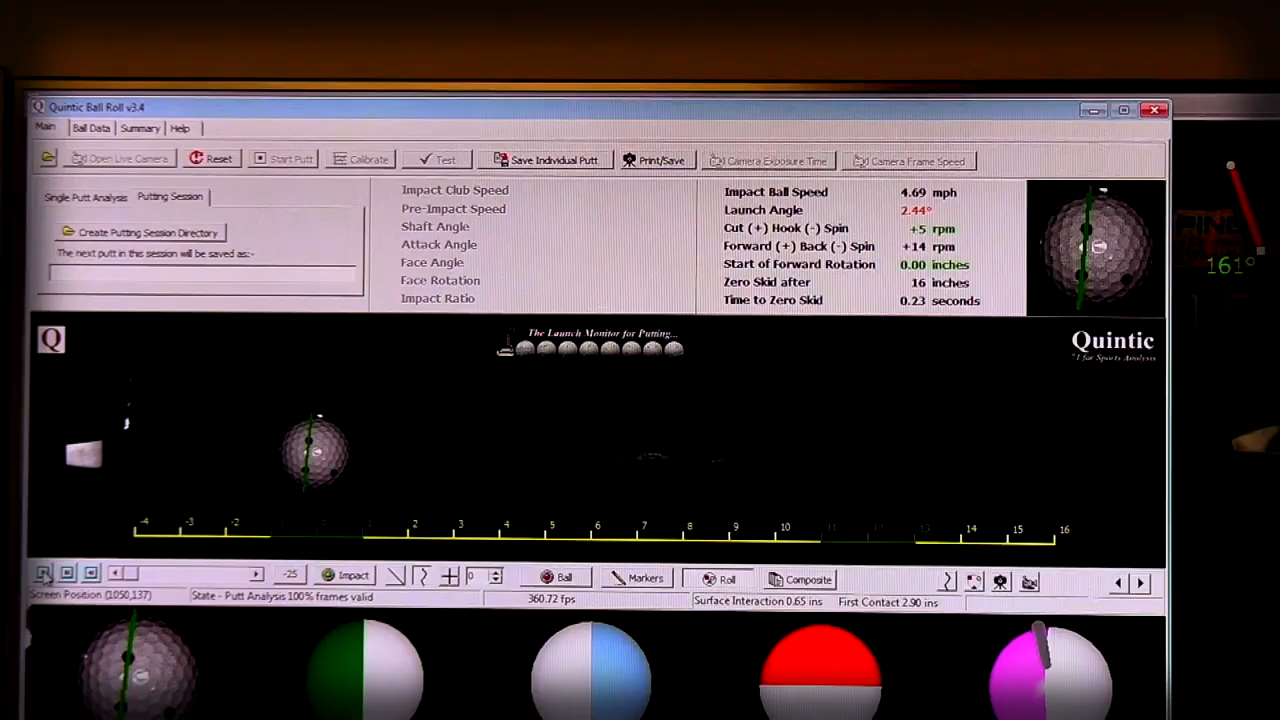 Q Quintic Ball Roll v3.4
Main Ball Data Summary Help
Open Live Camera Reset Start Putt Calibrate Test Save Individual Putt Print/Save Camera Exposure Time Camera Frame Speed
Single Putt Analysis Putting Session
Create Putting Session Directory
The next putt in this session will be saved as:-
Impact Club Speed
Pre-Impact Speed
Shaft Angle
Attack Angle
Face Angle
Face Rotation
Impact Ratio
Impact Ball Speed 4.69 mph
Launch Angle 2.44°
Cut (+) Hook (-) Spin +5 rpm
Forward (+) Back (-) Spin +14 rpm
Start of Forward Rotation 0.00 inches
Zero Skid after 16 inches
Time to Zero Skid 0.23 seconds
PING
161°
Q
The Launch Monitor for Putting...
Quintic
"1 for Sports Analysis
-4 -3 -2 1 2 3 4 5 6 7 8 9 10 11 12 13 14 15 16
-25 Impact 0 Ball Markers Roll Composite
Screen Position (1050,137) State - Putt Analysis 100% frames valid 360.72 fps Surface Interaction 0.65 ins First Contact 2.90 ins